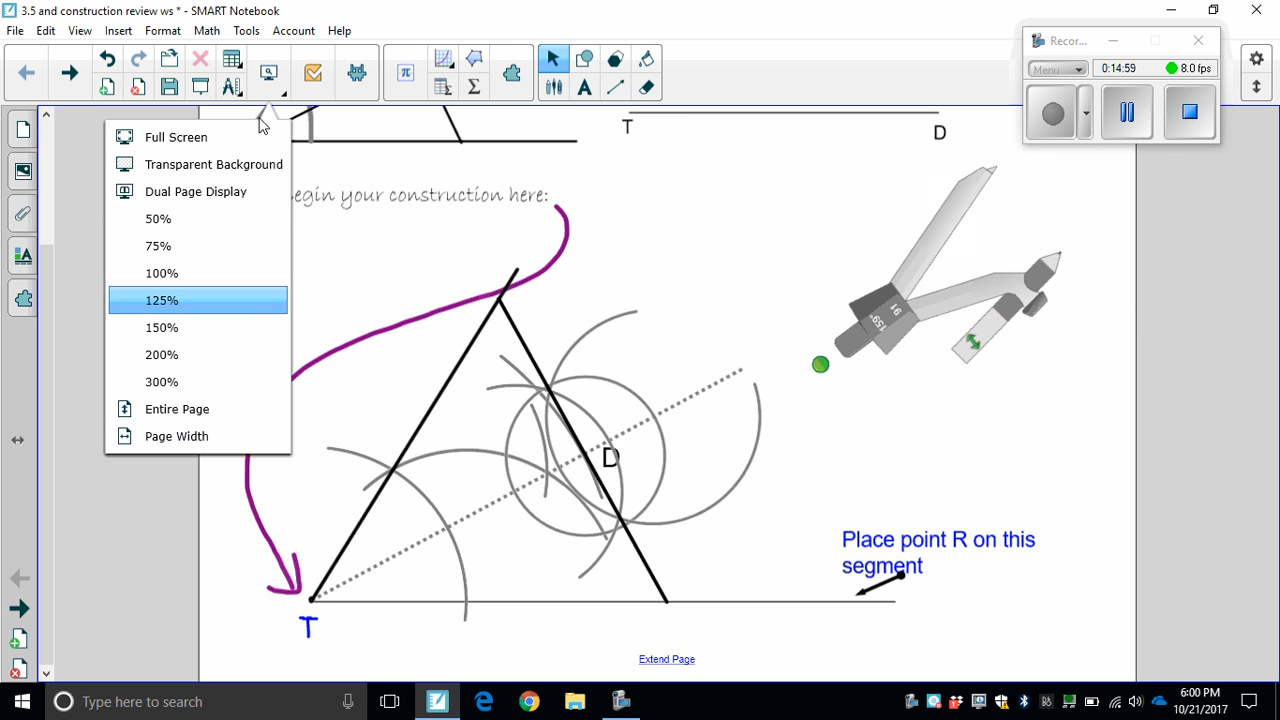 3.5 and construction review ws * - SMART Notebook
File Edit View Insert Format Math Tools Account Help
Recor...
Menu
0:14:59
8.0 fps
Full Screen
Transparent Background
Dual Page Display
50%
75%
100%
125%
150%
200%
300%
Entire Page
Page Width
T
D
egin your construction here:
159°
91
D
Place point R on this
segment
T
Extend Page
Type here to search
6:00 PM
10/21/2017